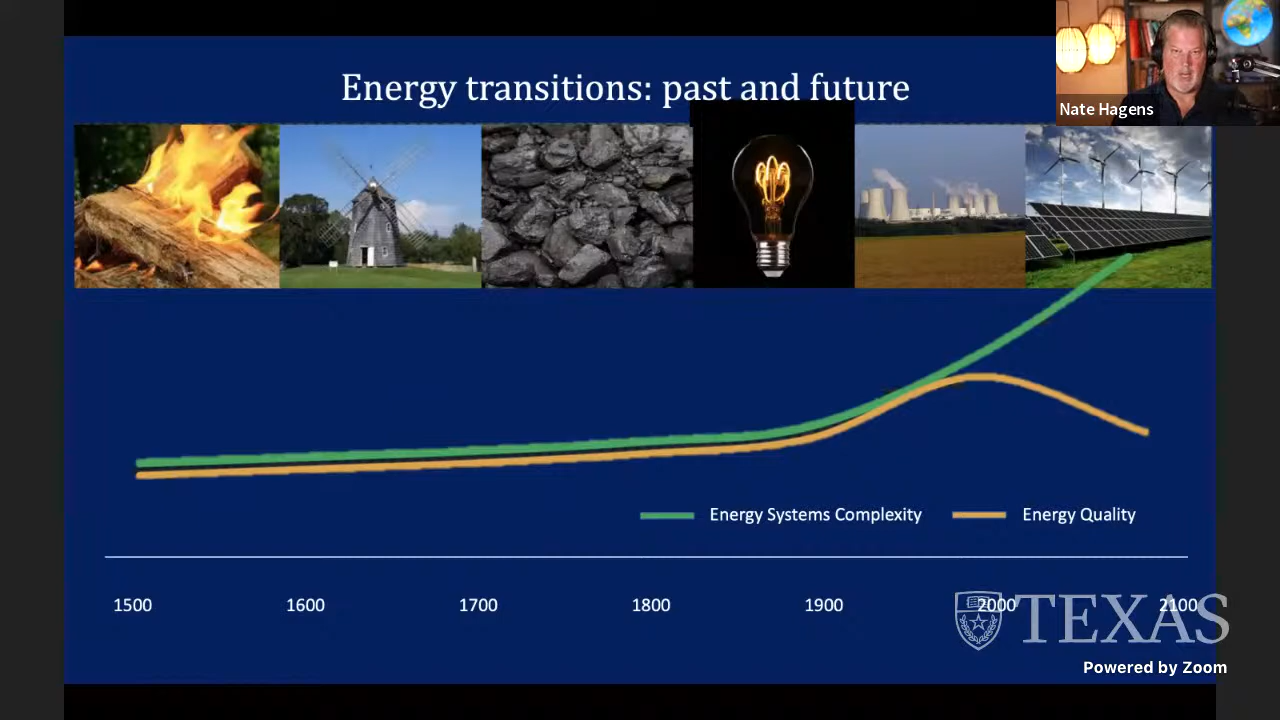 Energy transitions: past and future
Nate Hagens
Energy Systems Complexity
Energy Quality
1500 1600 1700 1800 1900 2000 2100
TEXAS
Powered by Zoom